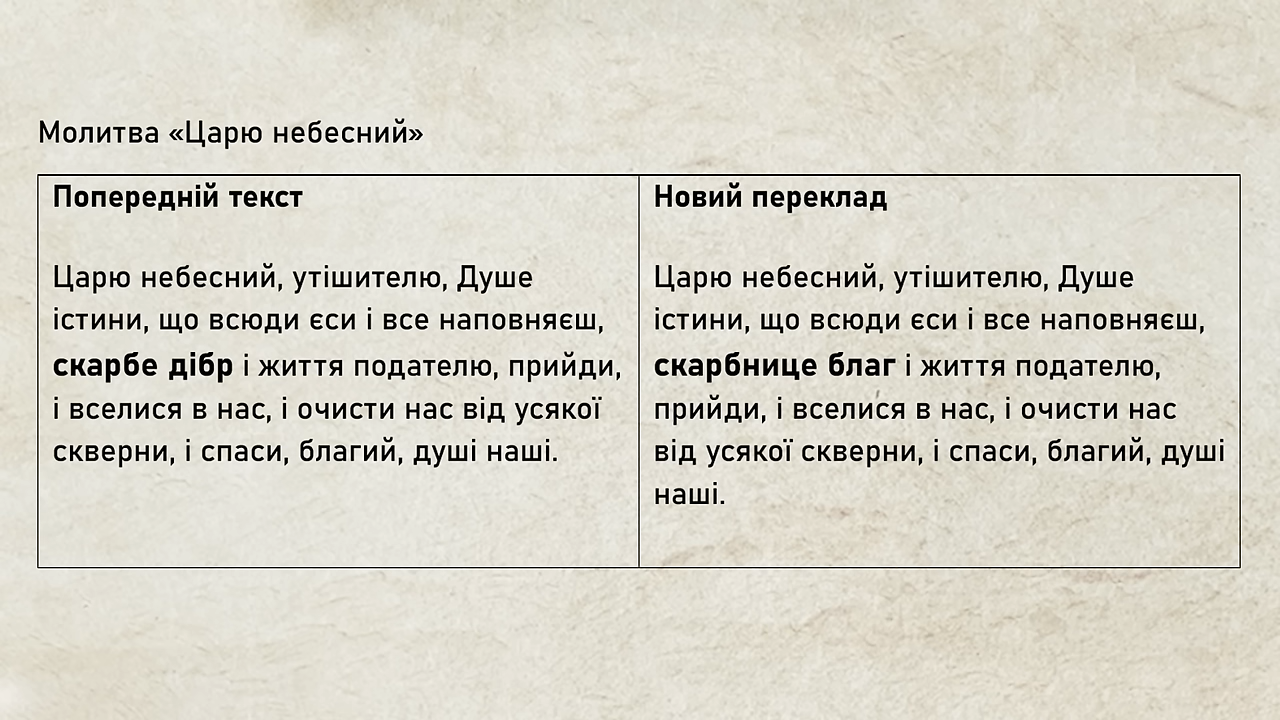 Молитва «Царю небесний»
Попередній текст
Царю небесний, утішителю, Душе
істини, що всюди єси і все наповняєш,
скарбе дібр і життя подателю, прийди,
і вселися в нас, і очисти нас від усякої
скверни, і спаси, благий, душі наші.
Новий переклад
Царю небесний, утішителю, Душе
істини, що всюди єси і все наповняєш,
скарбнице благ і життя подателю,
прийди, і вселися в нас, і очисти нас
від усякої скверни, і спаси, благий, душі
наші.